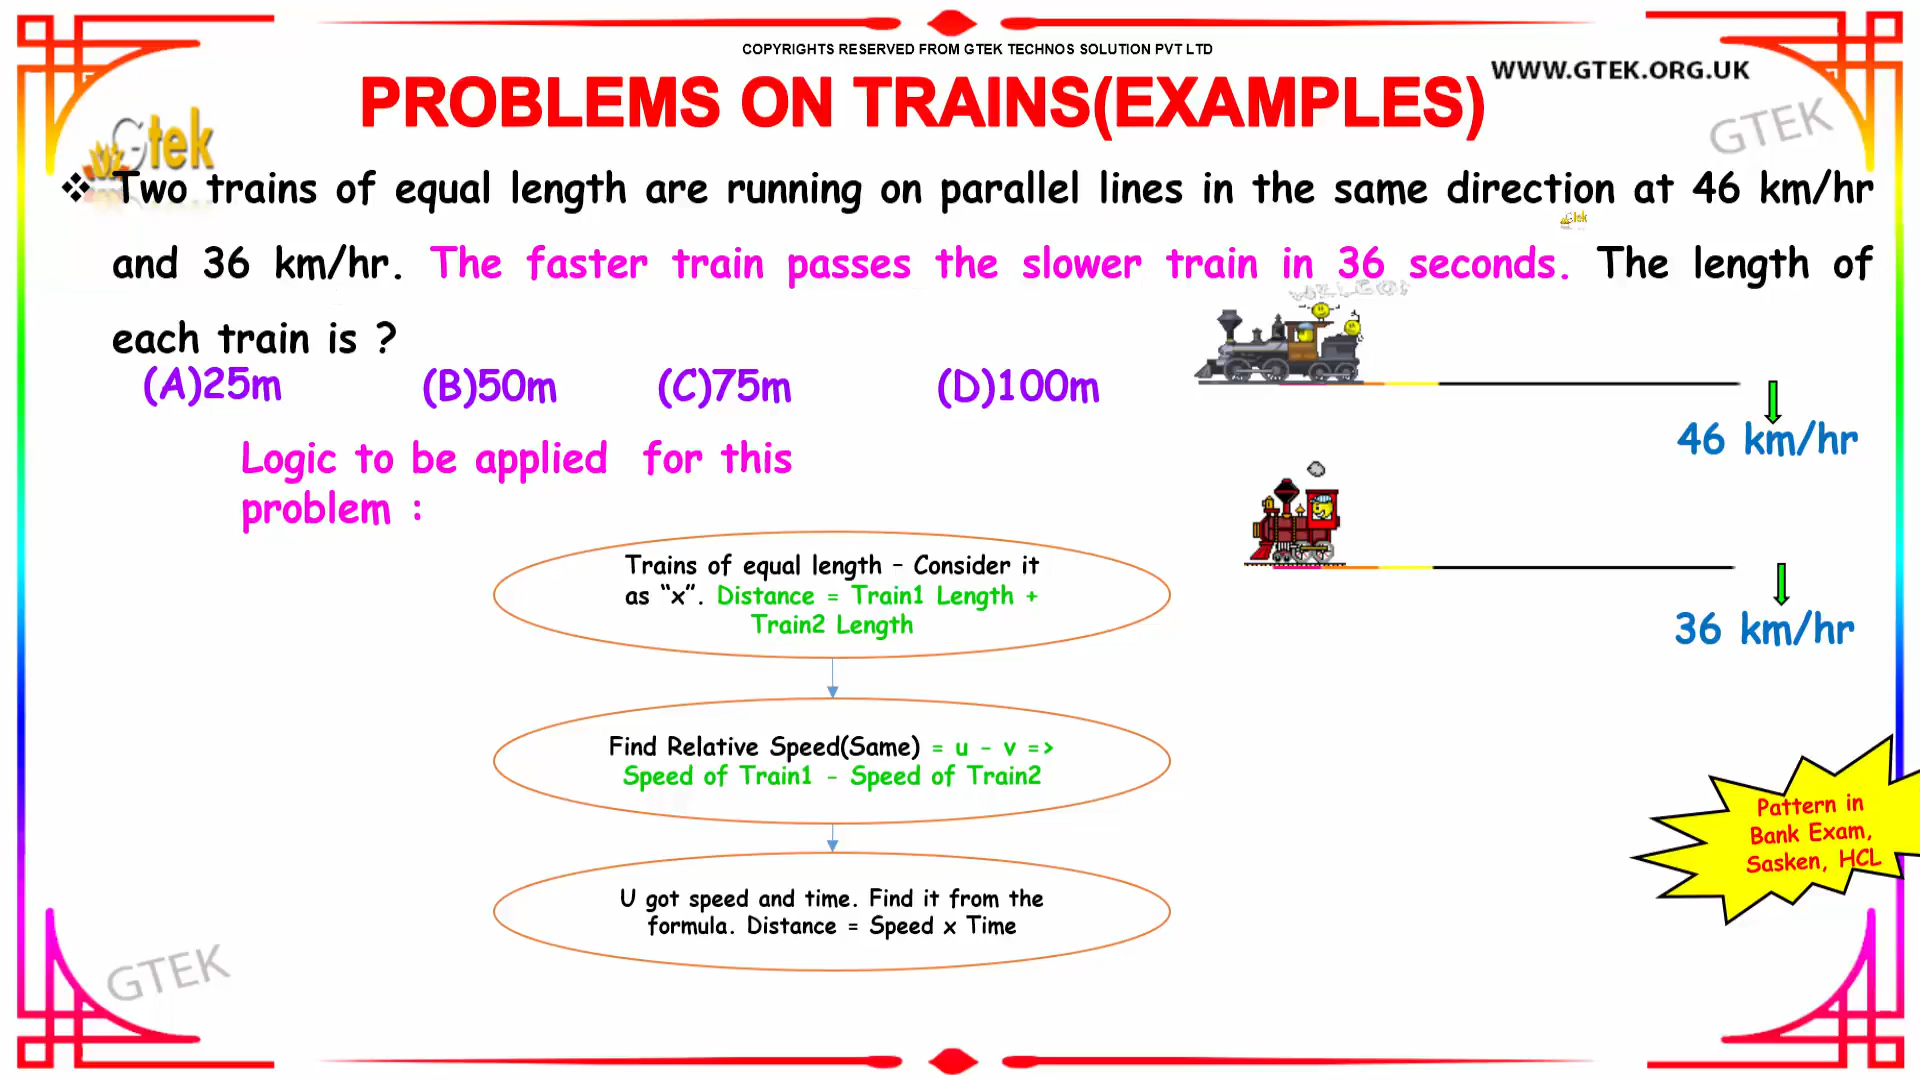 COPYRIGHTS RESERVED FROM GTEK TECHNOS SOLUTION PVT LTD
WWW.GTEK.ORG.UK
PROBLEMS ON TRAINS(EXAMPLES)
GTEK
Gtek
Two trains of equal length are running on parallel lines in the same direction at 46 km/hr
tek
and 36 km/hr. The faster train passes the slower train in 36 seconds. The length of
each train is ?
(A)25m (B)50m (C)75m (D)100m
46 km/hr
Logic to be applied for this
problem :
Trains of equal length – Consider it
as “x”. Distance = Train1 Length +
Train2 Length
36 km/hr
Find Relative Speed(Same) = u - v =>
Speed of Train1 - Speed of Train2
Pattern in
Bank Exam,
Sasken, HCL
U got speed and time. Find it from the
formula. Distance = Speed x Time
GTEK